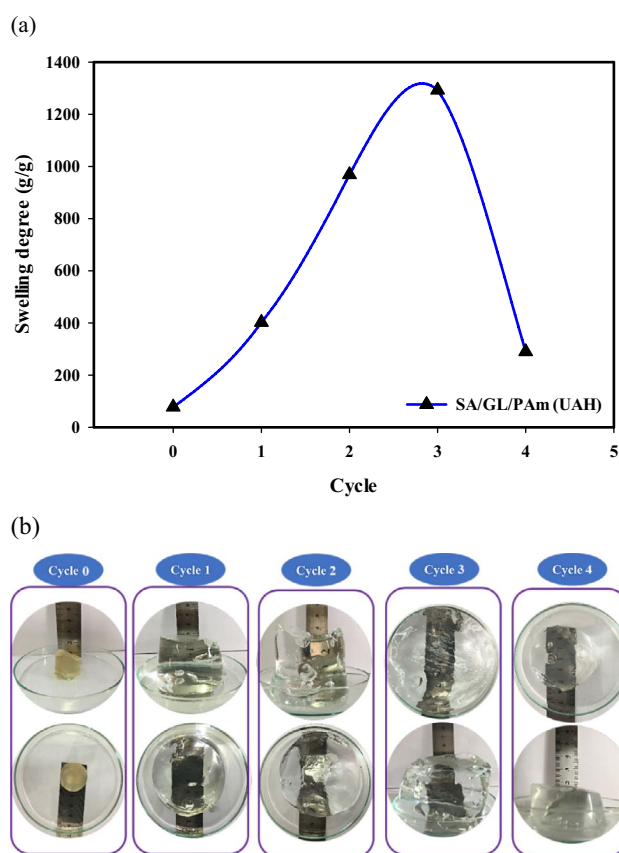 (a)
1400
1200
1000
800
600
400
200
0
Swelling degree (g/g)
SA/GL/PAm (UAH)
0 1 2 3 4 5
Cycle
(b)
Cycle 0 Cycle 1 Cycle 2 Cycle 3 Cycle 4